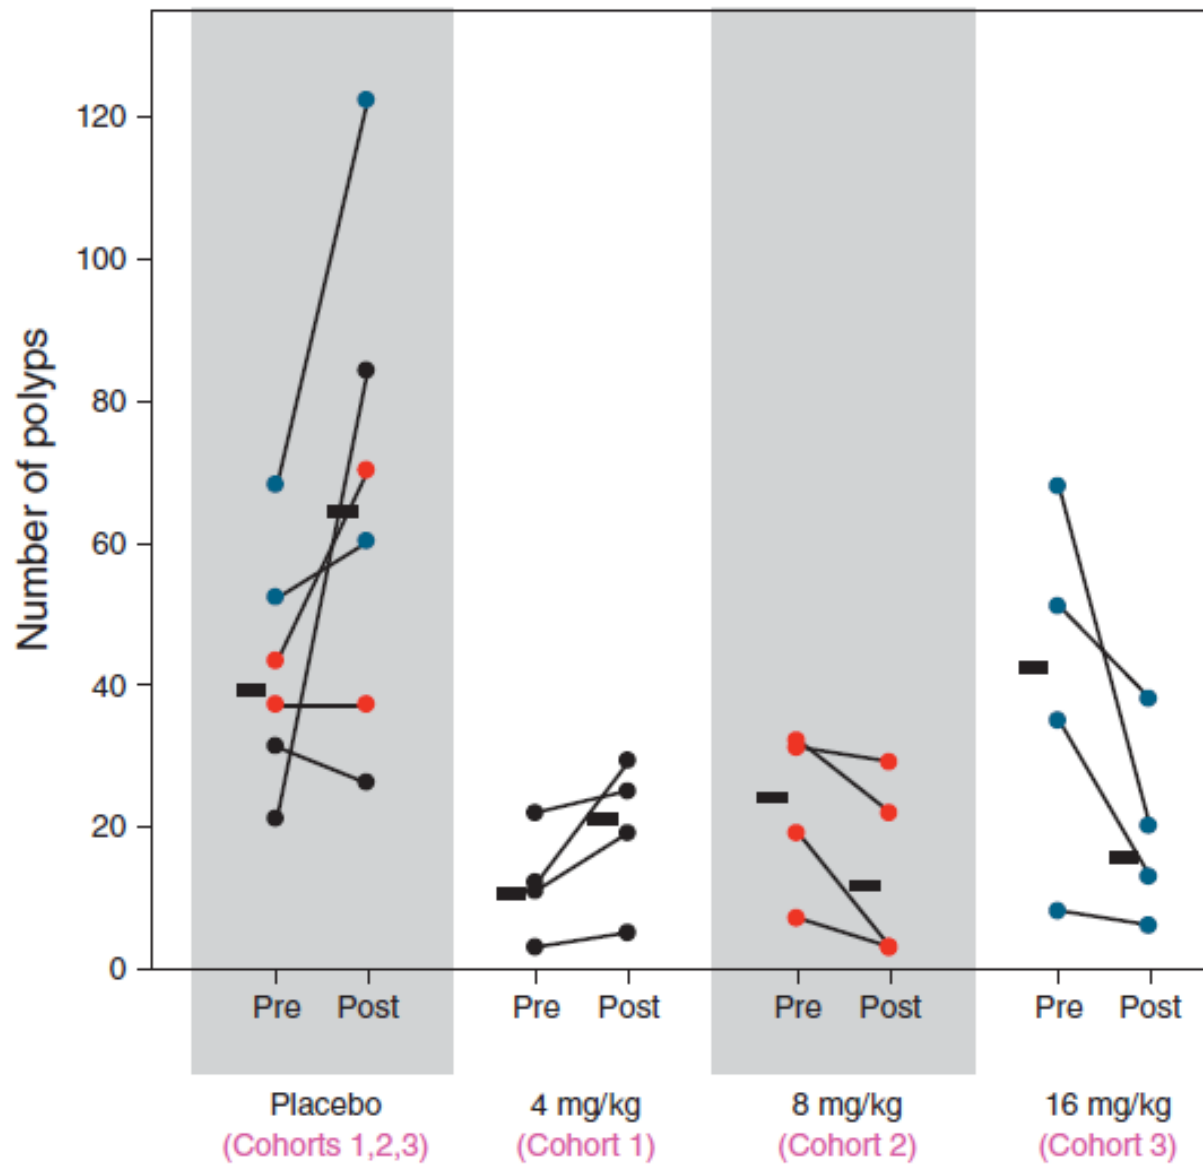 Number of polyps
120
100
80
60
40
20
0
Pre Post Pre Post Pre Post Pre Post
Placebo 4 mg/kg 8 mg/kg 16 mg/kg
(Cohorts 1,2,3) (Cohort 1) (Cohort 2) (Cohort 3)